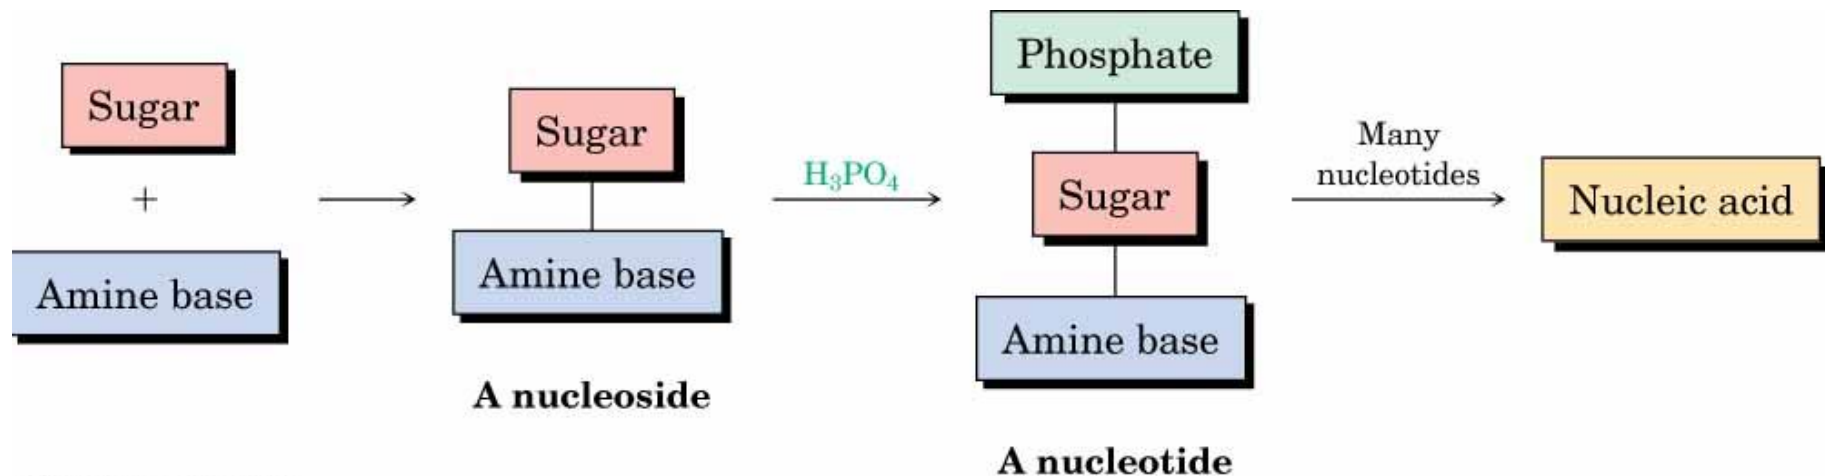 Sugar
+
Amine base
Sugar
Amine base
A nucleoside
H₃PO₄
Phosphate
Sugar
Amine base
A nucleotide
Many
nucleotides
Nucleic acid